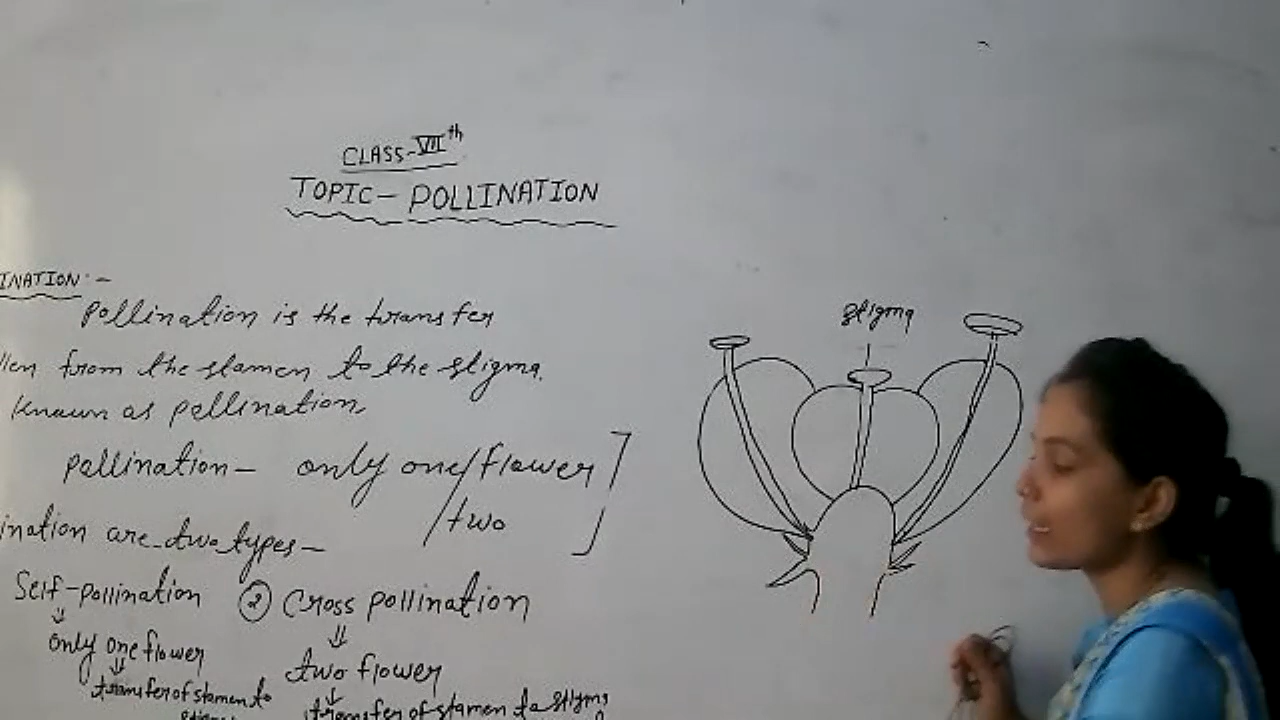 CLASS-VII th
TOPIC- POLLINATION
INATION:-
Pollination is the transfer
llen from the stamen to the stigma.
Known as pollination,
pollination- only one/flower
/two
ination are two types-
Self-pollination ② Cross pollination
only one flower
two flower
transfer of stamen to
transfer of stamen to stigma
stigma